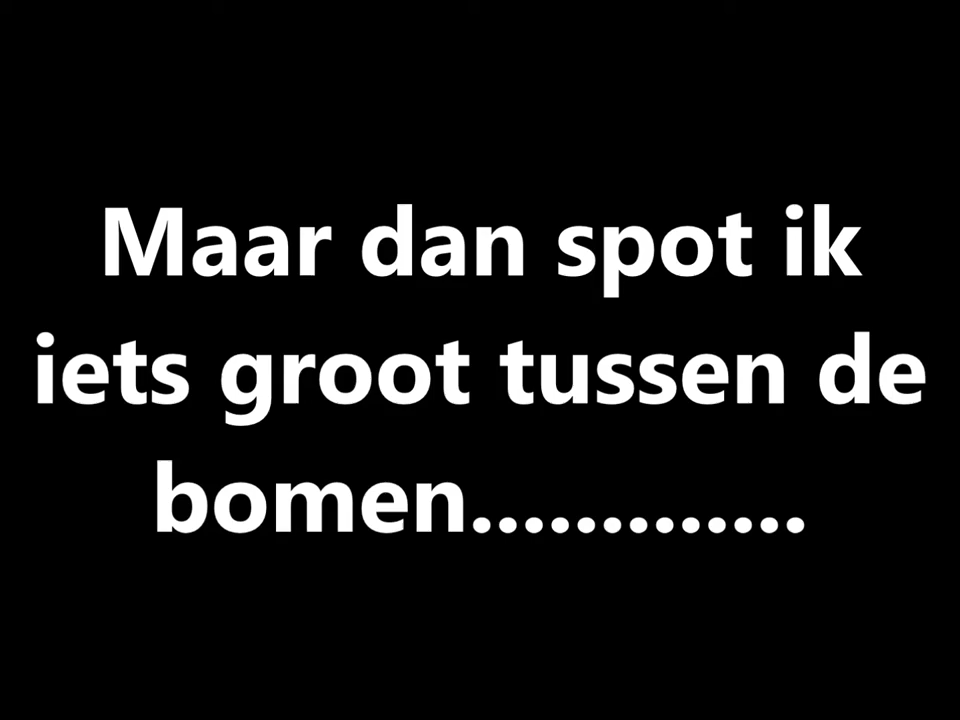 Maar dan spot ik
iets groot tussen de
bomen.............